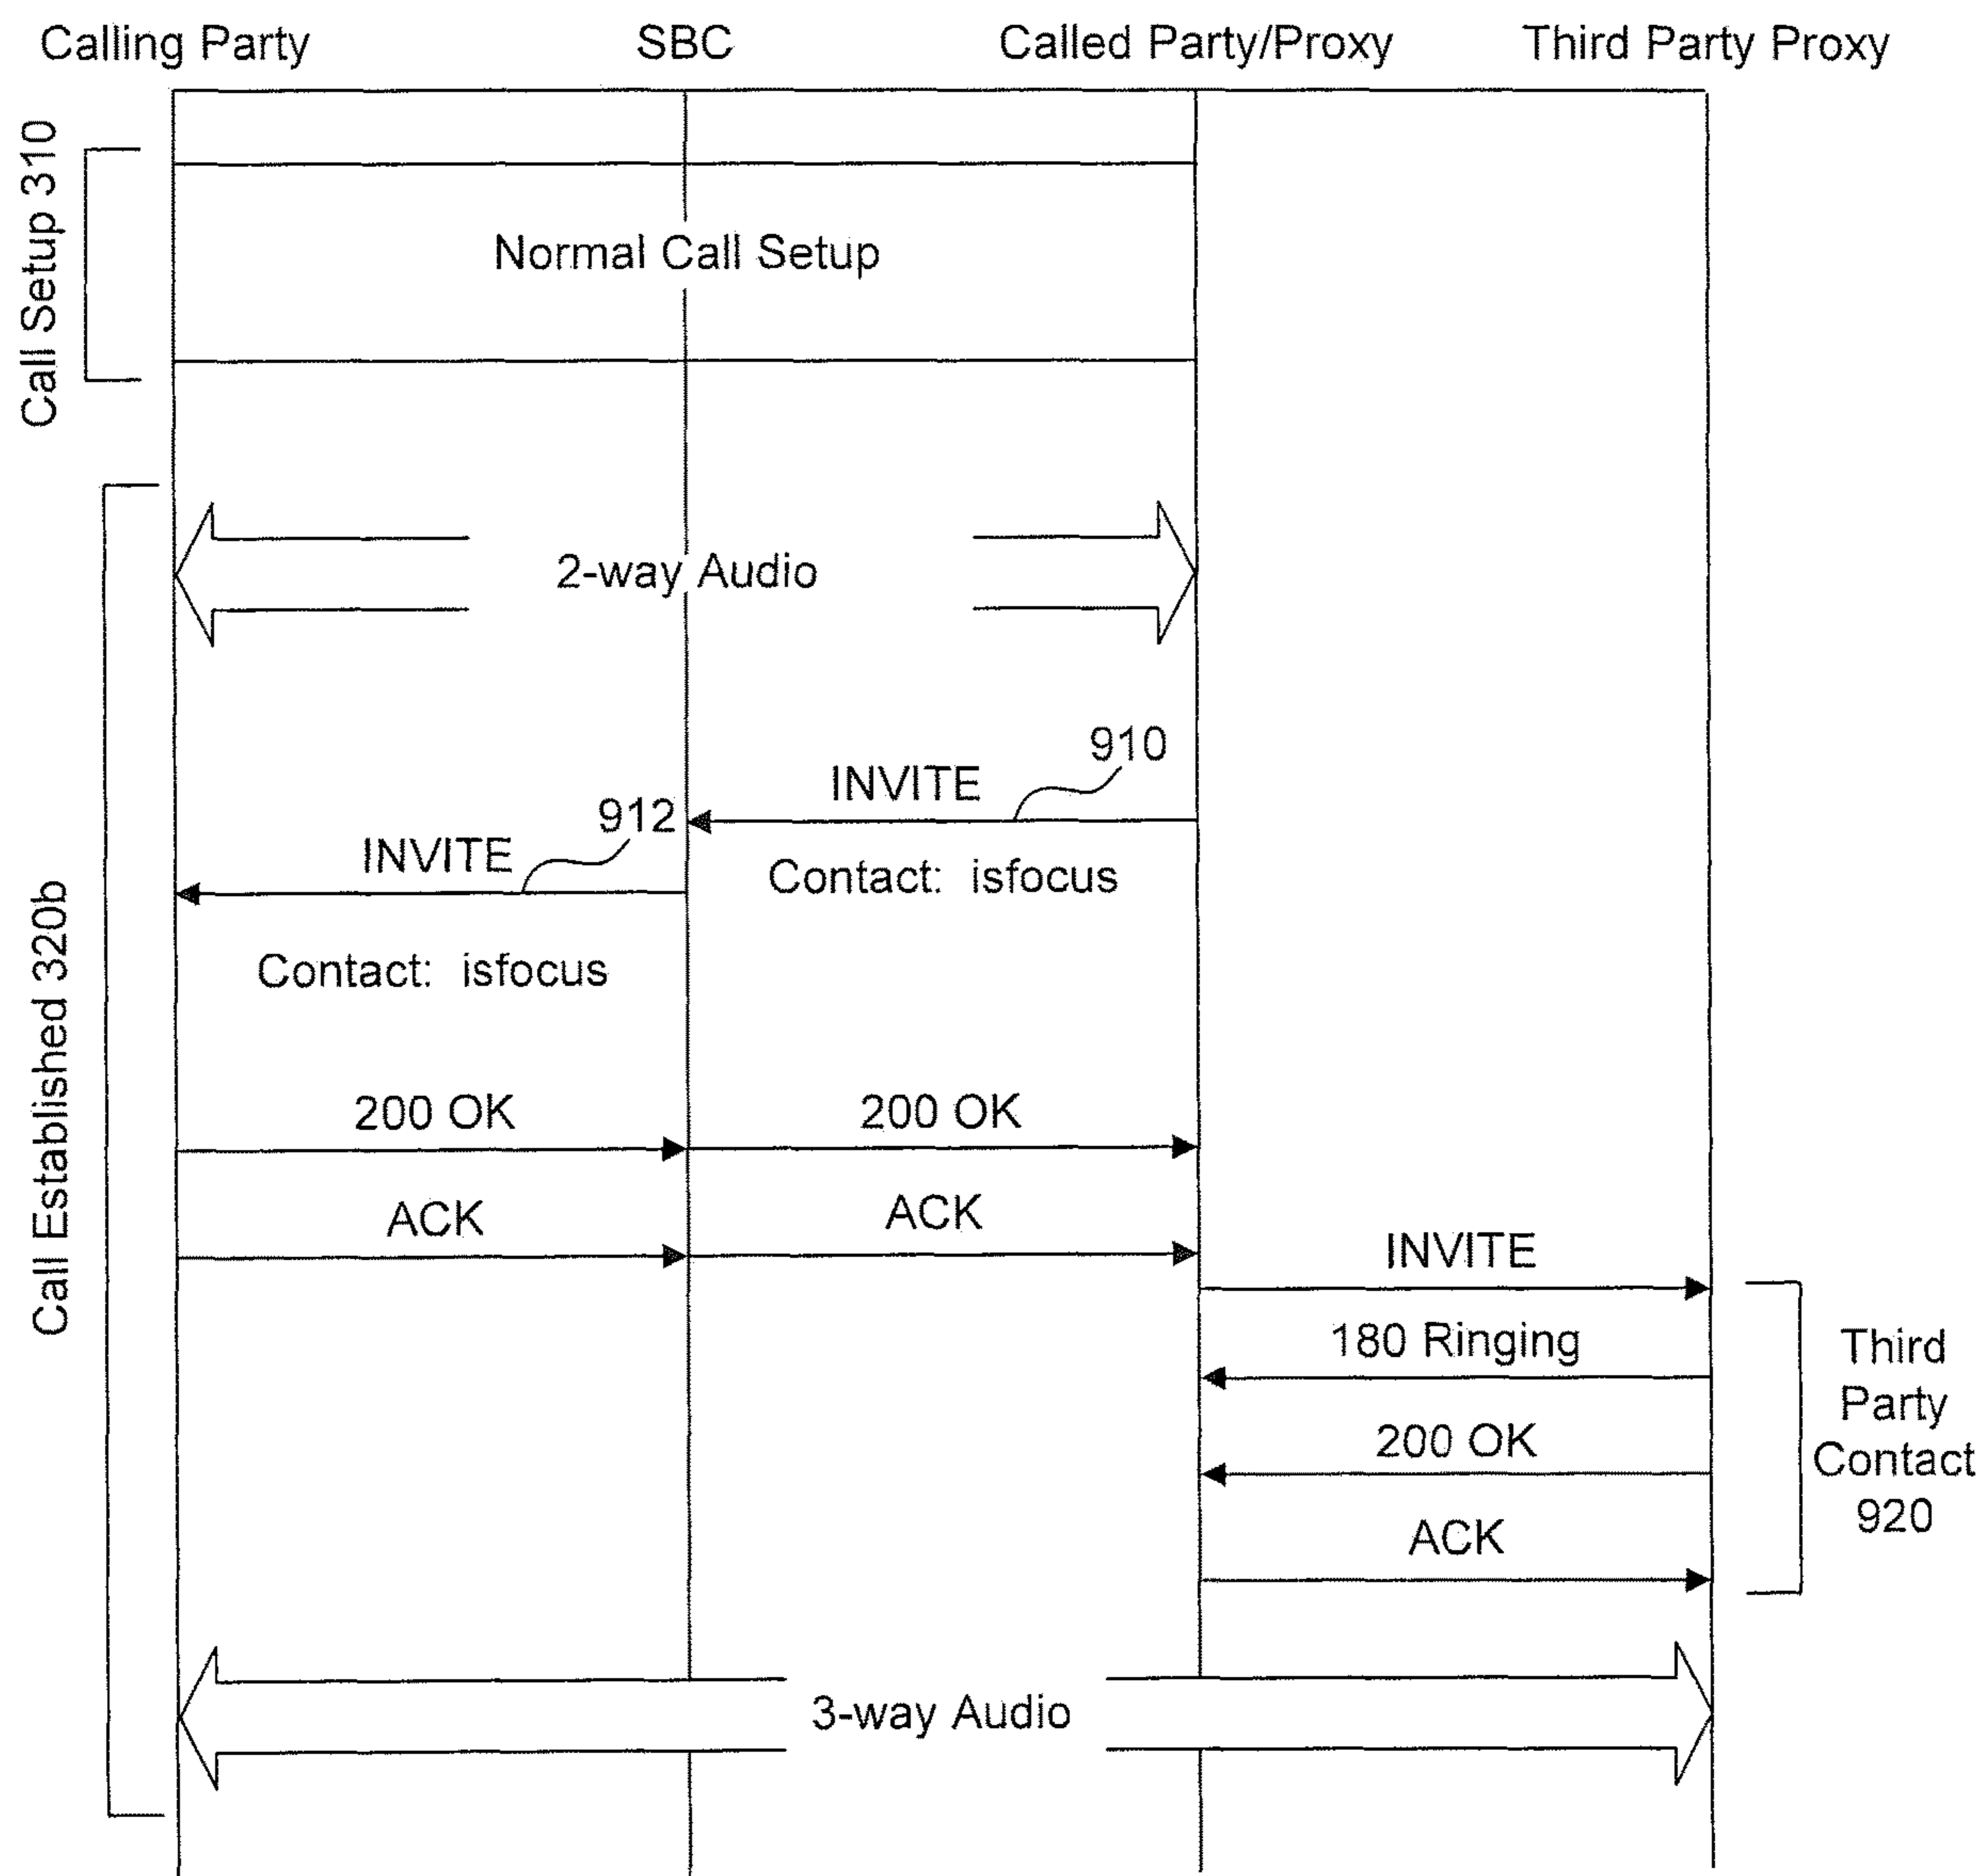 Calling Party
SBC
Called Party/Proxy
Third Party Proxy
Call Setup 310
Normal Call Setup
Call Established 320b
2-way Audio
910
INVITE
Contact: isfocus
912
INVITE
Contact: isfocus
200 OK
200 OK
ACK
ACK
INVITE
180 Ringing
200 OK
ACK
Third
Party
Contact
920
3-way Audio